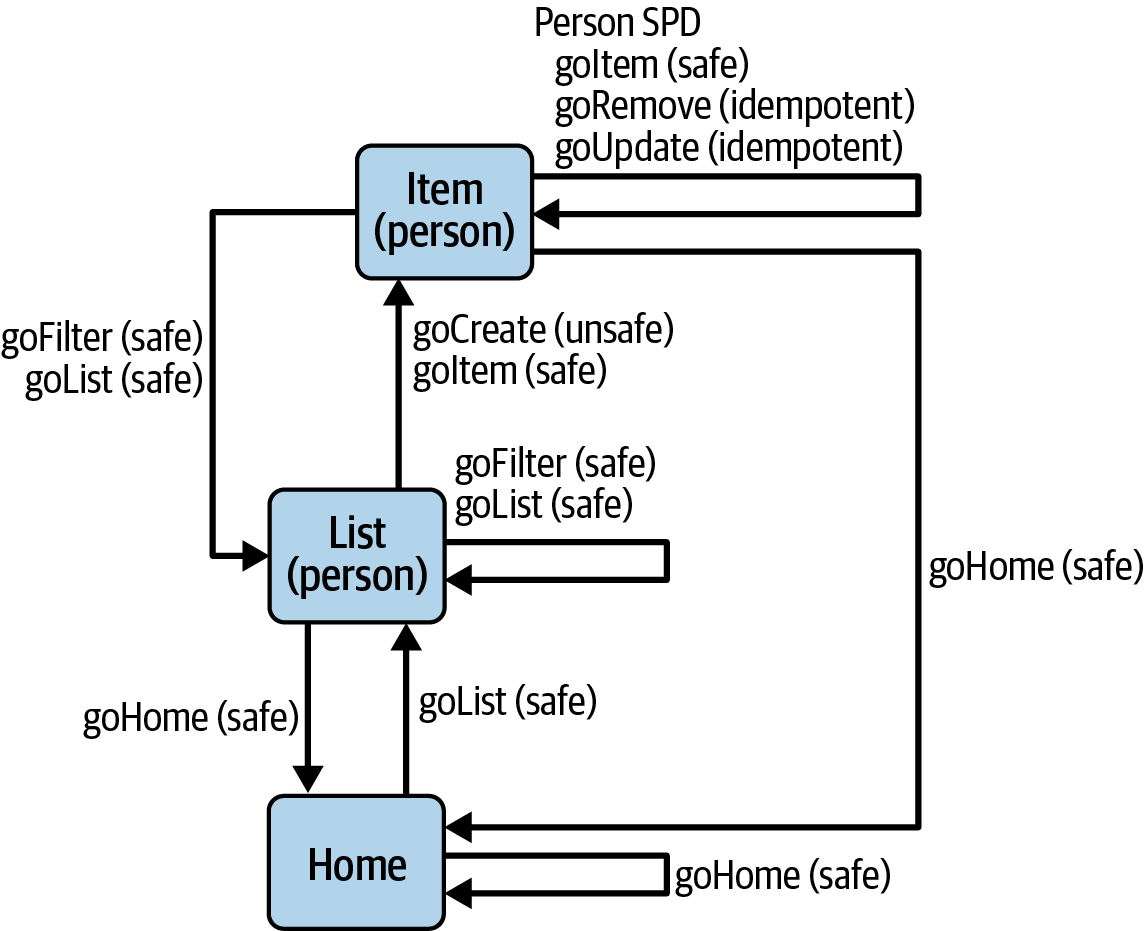 Person SPD
goItem (safe)
goRemove (idempotent)
goUpdate (idempotent)
Item
(person)
goFilter (safe)
goList (safe)
goCreate (unsafe)
goItem (safe)
goFilter (safe)
goList (safe)
List
(person)
goHome (safe)
goHome (safe)
goList (safe)
Home
goHome (safe)